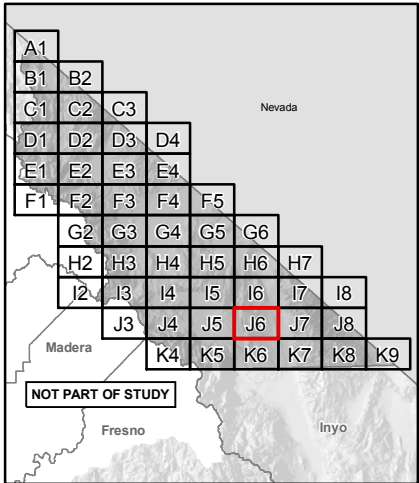 A1
B1 B2
Nevada
C1 C2 C3
D1 D2 D3 D4
E1 E2 E3 E4
F1 F2 F3 F4 F5
G2 G3 G4 G5 G6
H2 H3 H4 H5 H6 H7
I2 I3 I4 I5 I6 I7 I8
J3 J4 J5 J6 J7 J8
Madera
K4 K5 K6 K7 K8 K9
NOT PART OF STUDY
Fresno Inyo